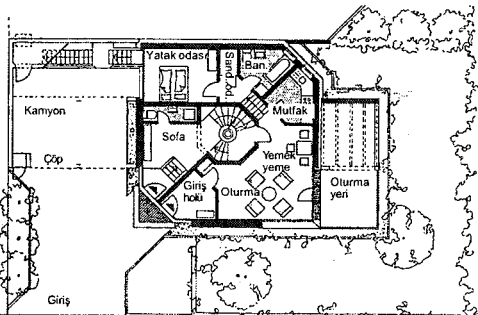 Yatak odası
Sand.od.
Ban.
Kamyon
Mutfak
Sofa
Çöp
Yemek
yeme
Giriş
holü
Oturma
Oturma
yeri
Giriş